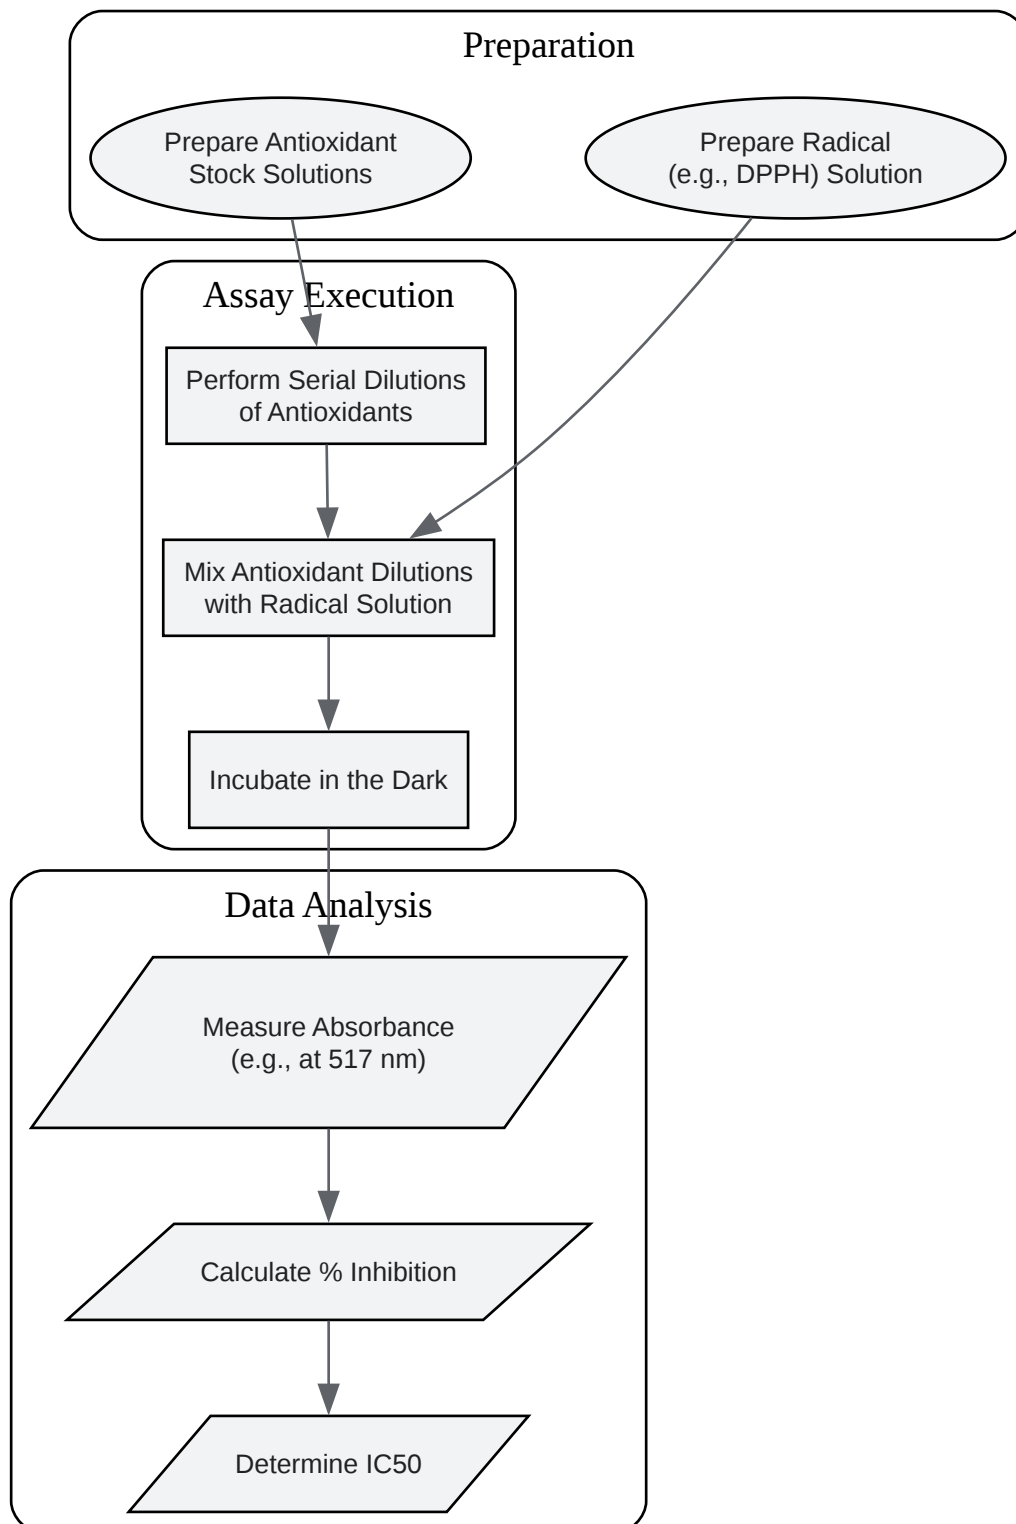 Preparation
Prepare Antioxidant
Stock Solutions
Prepare Radical
(e.g., DPPH) Solution
Assay Execution
Perform Serial Dilutions
of Antioxidants
Mix Antioxidant Dilutions
with Radical Solution
Incubate in the Dark
Data Analysis
Measure Absorbance
(e.g., at 517 nm)
Calculate % Inhibition
Determine IC50